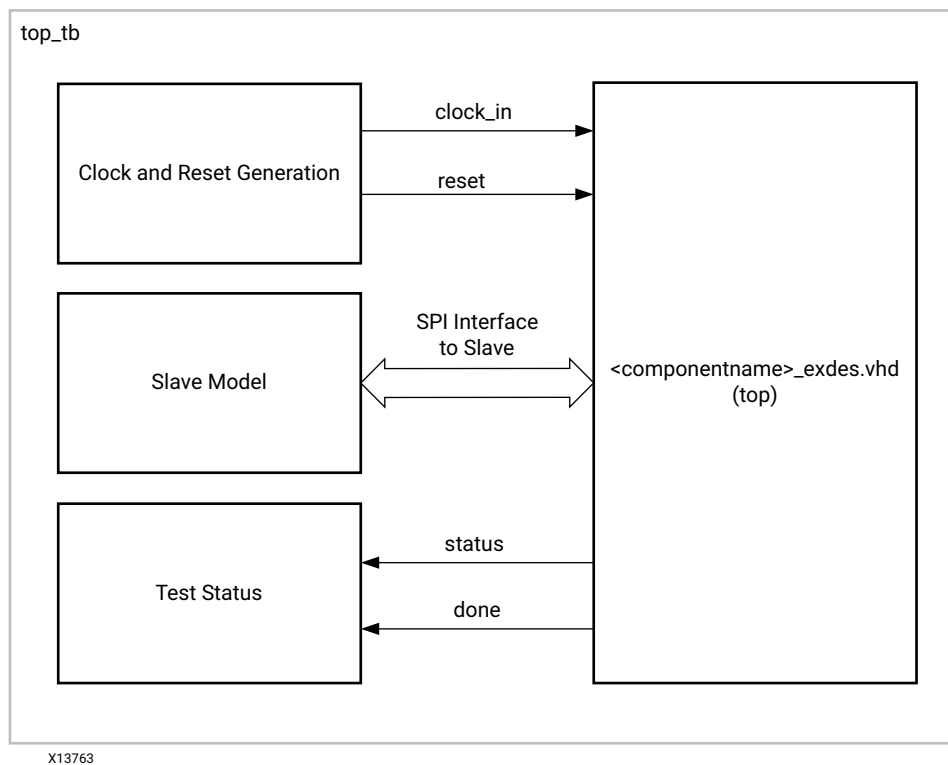 top_tb
Clock and Reset Generation
clock_in
reset
Slave Model
SPI Interface
to Slave
<componentname>_exdes.vhd
(top)
Test Status
status
done
X13763